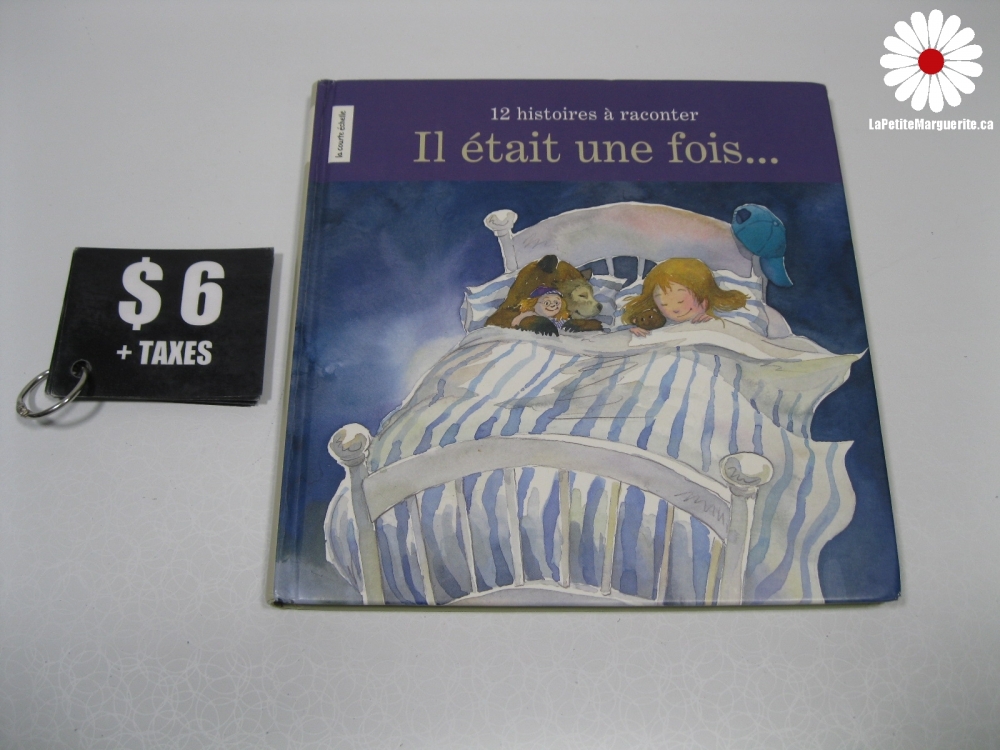 LaPetiteMarguerite.ca
la courte échelle
12 histoires à raconter
Il était une fois...
$ 6
+ TAXES